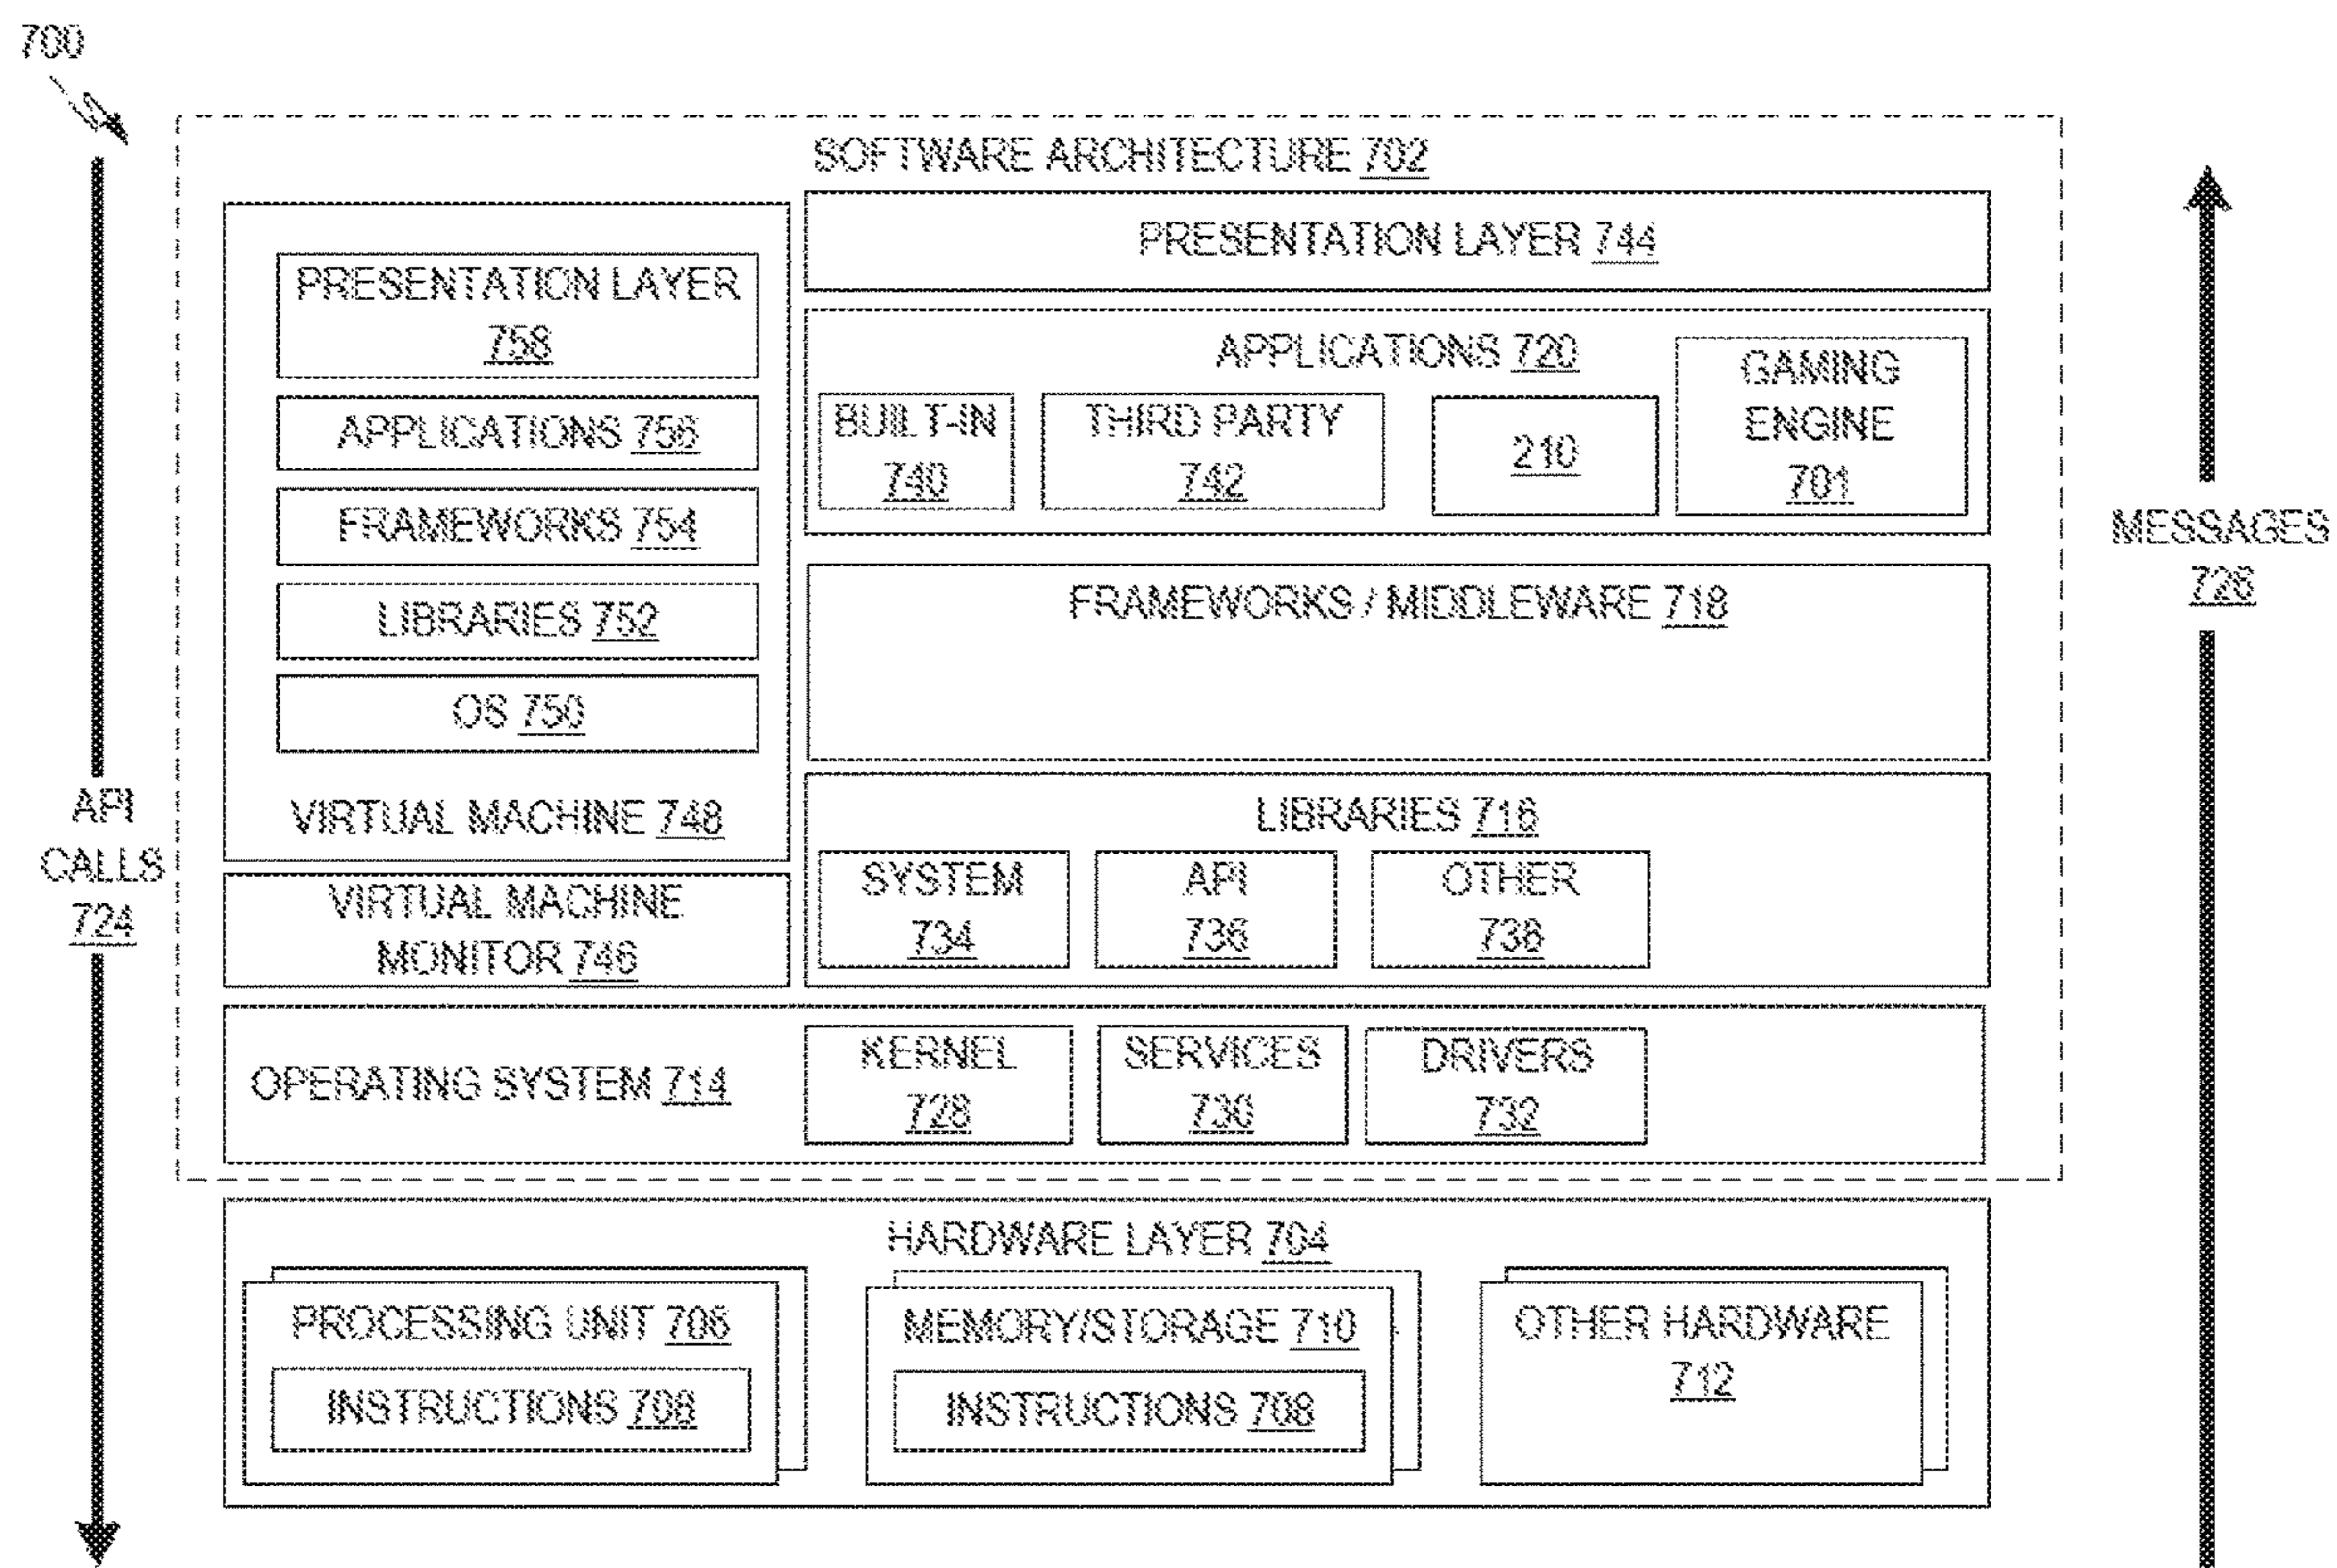 700
SOFTWARE ARCHITECTURE 702
PRESENTATION LAYER 744
PRESENTATION LAYER
758
APPLICATIONS 756
FRAMEWORKS 754
LIBRARIES 752
OS 750
VIRTUAL MACHINE 748
VIRTUAL MACHINE
MONITOR 746
APPLICATIONS 720
BUILT-IN
740
THIRD PARTY
742
210
GAMING
ENGINE
701
FRAMEWORKS / MIDDLEWARE 718
LIBRARIES 716
SYSTEM
734
API
736
OTHER
738
OPERATING SYSTEM 714
KERNEL
728
SERVICES
730
DRIVERS
732
HARDWARE LAYER 704
PROCESSING UNIT 706
INSTRUCTIONS 708
MEMORY/STORAGE 710
INSTRUCTIONS 708
OTHER HARDWARE
712
API
CALLS
724
MESSAGES
726